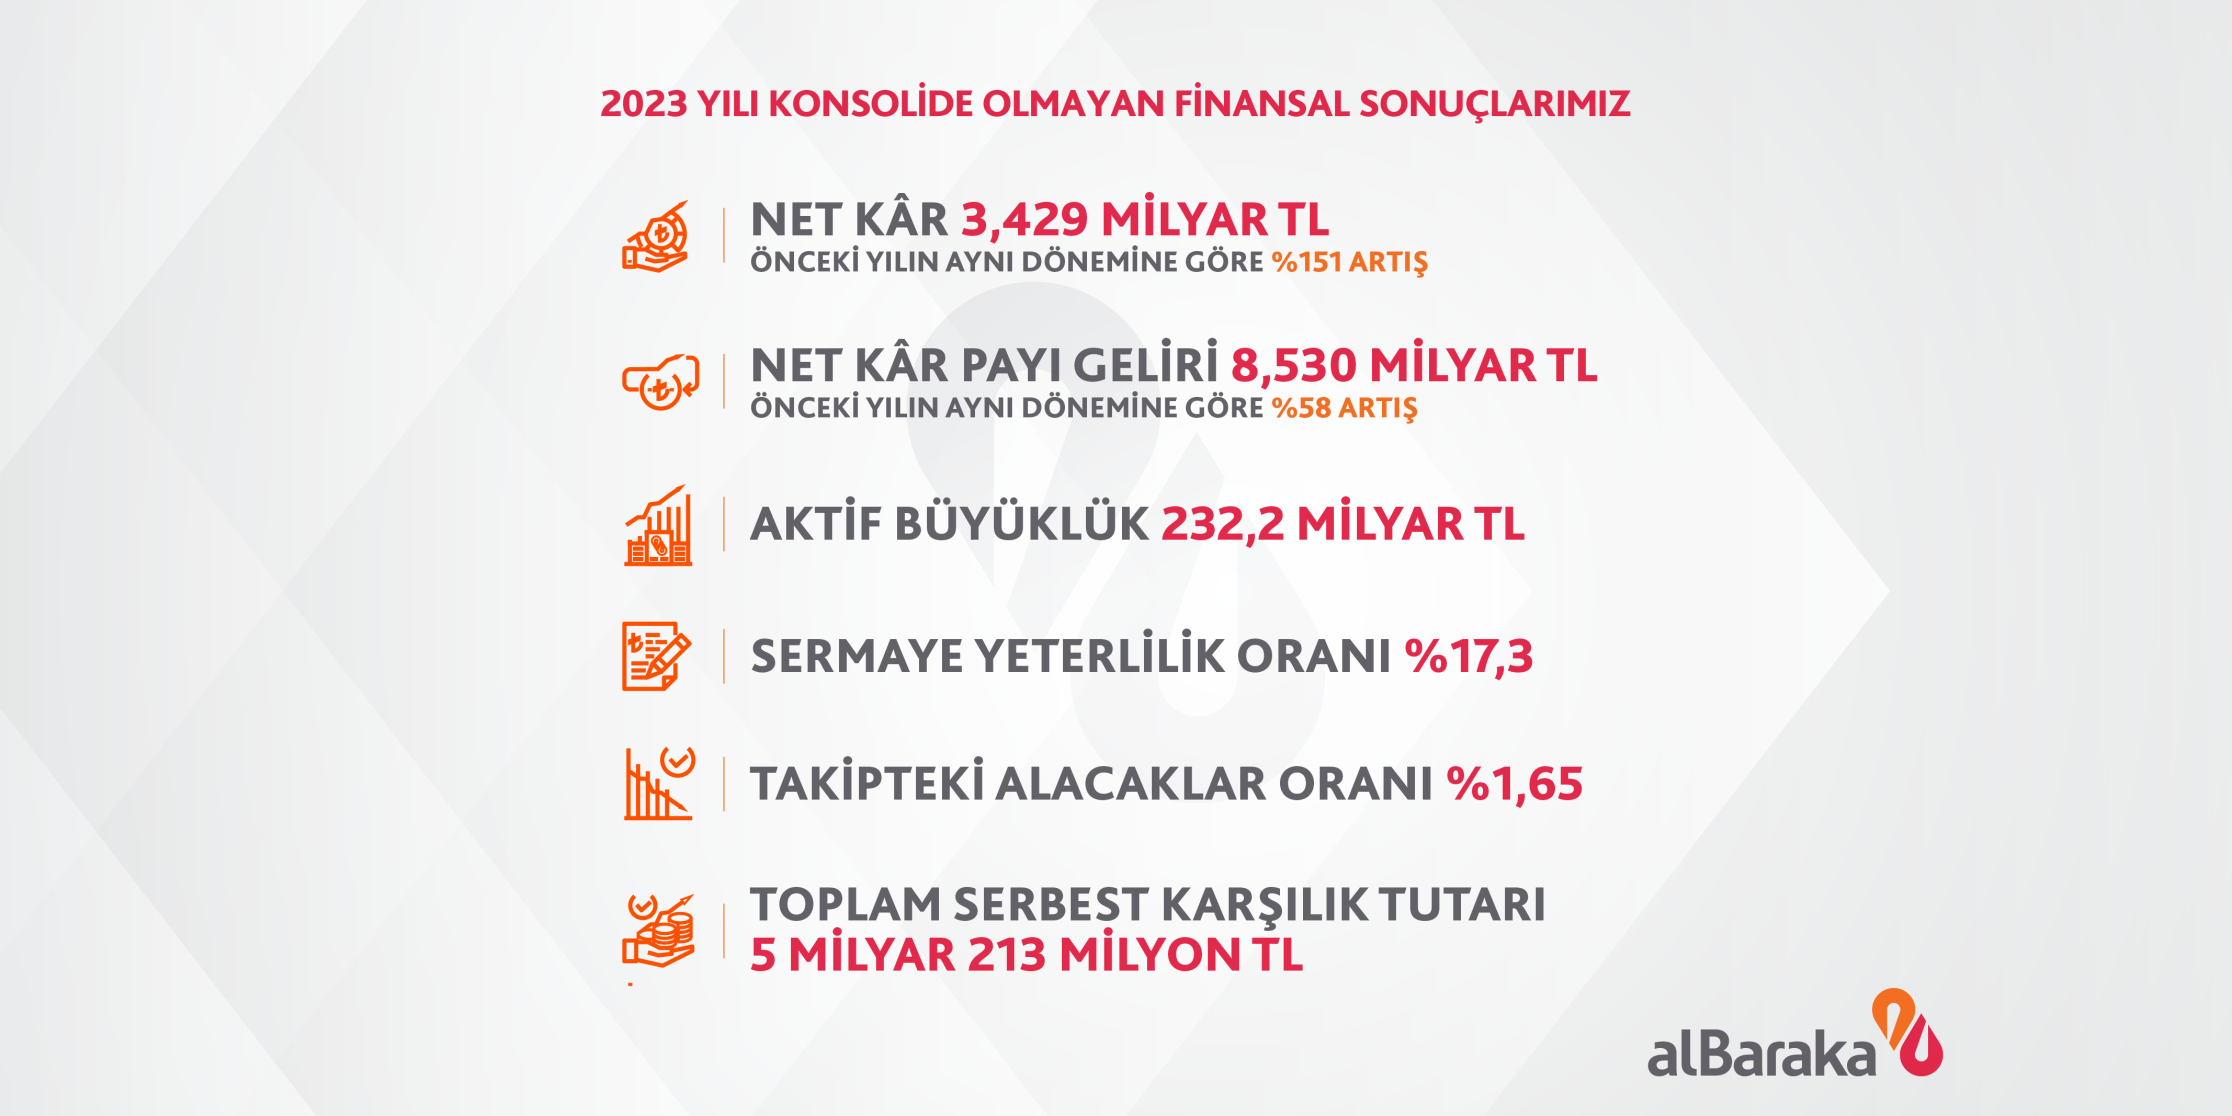 2023 YILI KONSOLİDE OLMAYAN FİNANSAL SONUÇLARIMIZ
NET KÂR 3,429 MİLYAR TL
ÖNCEKİ YILIN AYNI DÖNEMİNE GÖRE %151 ARTIŞ
NET KÂR PAYI GELİRİ 8,530 MİLYAR TL
ÖNCEKİ YILIN AYNI DÖNEMİNE GÖRE %58 ARTIŞ
AKTİF BÜYÜKLÜK 232,2 MİLYAR TL
SERMAYE YETERLİLİK ORANI %17,3
TAKİPTEKİ ALACAKLAR ORANI %1,65
TOPLAM SERBEST KARŞILIK TUTARI
5 MİLYAR 213 MİLYON TL
alBaraka